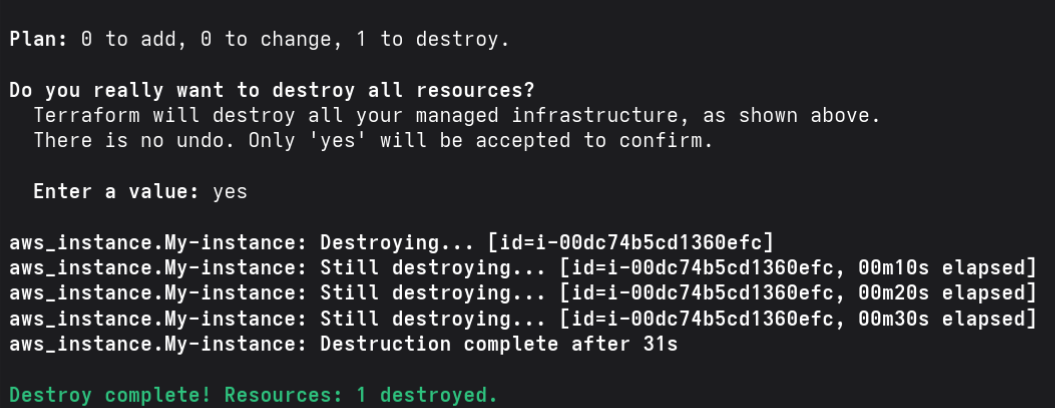 Plan: 0 to add, 0 to change, 1 to destroy.
Do you really want to destroy all resources?
Terraform will destroy all your managed infrastructure, as shown above.
There is no undo. Only 'yes' will be accepted to confirm.
Enter a value: yes
aws_instance.My-instance: Destroying... [id=i-00dc74b5cd1360efc]
aws_instance.My-instance: Still destroying... [id=i-00dc74b5cd1360efc, 00m10s elapsed]
aws_instance.My-instance: Still destroying... [id=i-00dc74b5cd1360efc, 00m20s elapsed]
aws_instance.My-instance: Still destroying... [id=i-00dc74b5cd1360efc, 00m30s elapsed]
aws_instance.My-instance: Destruction complete after 31s
Destroy complete! Resources: 1 destroyed.